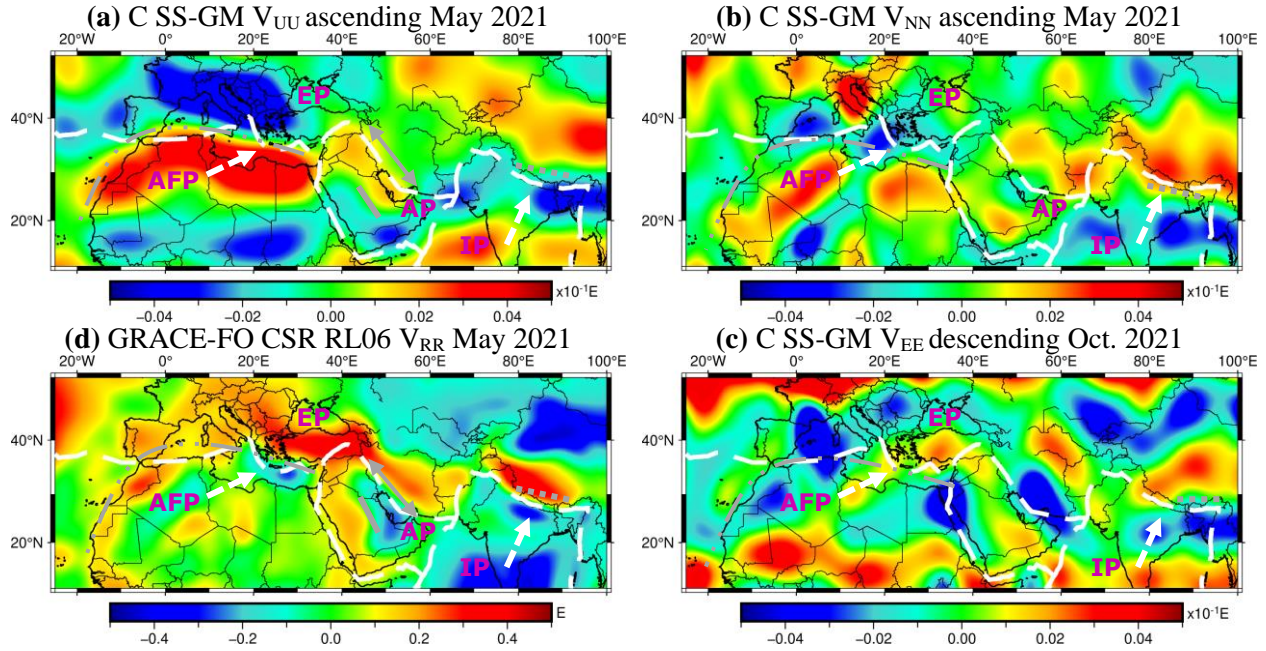 (a) C SS-GM VUU ascending May 2021
20°W 0° 20°E 40°E 60°E 80°E 100°E
40°N
20°N
EP
AFP
AP
IP
−0.04 −0.02 0.00 0.02 0.04
x10-1E
(b) C SS-GM VNN ascending May 2021
20°W 0° 20°E 40°E 60°E 80°E 100°E
40°N
20°N
EP
AFP
AP
IP
−0.04 −0.02 0.00 0.02 0.04
x10-1E
(d) GRACE-FO CSR RL06 VRR May 2021
20°W 0° 20°E 40°E 60°E 80°E 100°E
40°N
20°N
EP
AFP
AP
IP
−0.4 −0.2 0.0 0.2 0.4
E
(c) C SS-GM VEE descending Oct. 2021
20°W 0° 20°E 40°E 60°E 80°E 100°E
40°N
20°N
EP
AFP
AP
IP
−0.04 −0.02 0.00 0.02 0.04
x10-1E